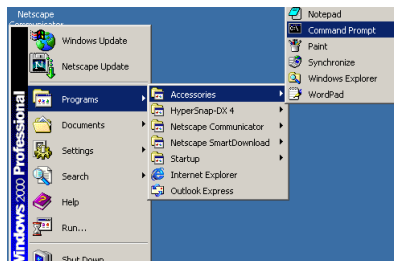 Netscape
Communicator
Windows Update
Netscape Update
Programs
Documents
Settings
Search
Help
Run...
Shut Down
Windows 2000 Professional
Accessories
HyperSnap-DX 4
Netscape Communicator
Netscape SmartDownload
Startup
Internet Explorer
Outlook Express
Notepad
Command Prompt
Paint
Synchronize
Windows Explorer
WordPad